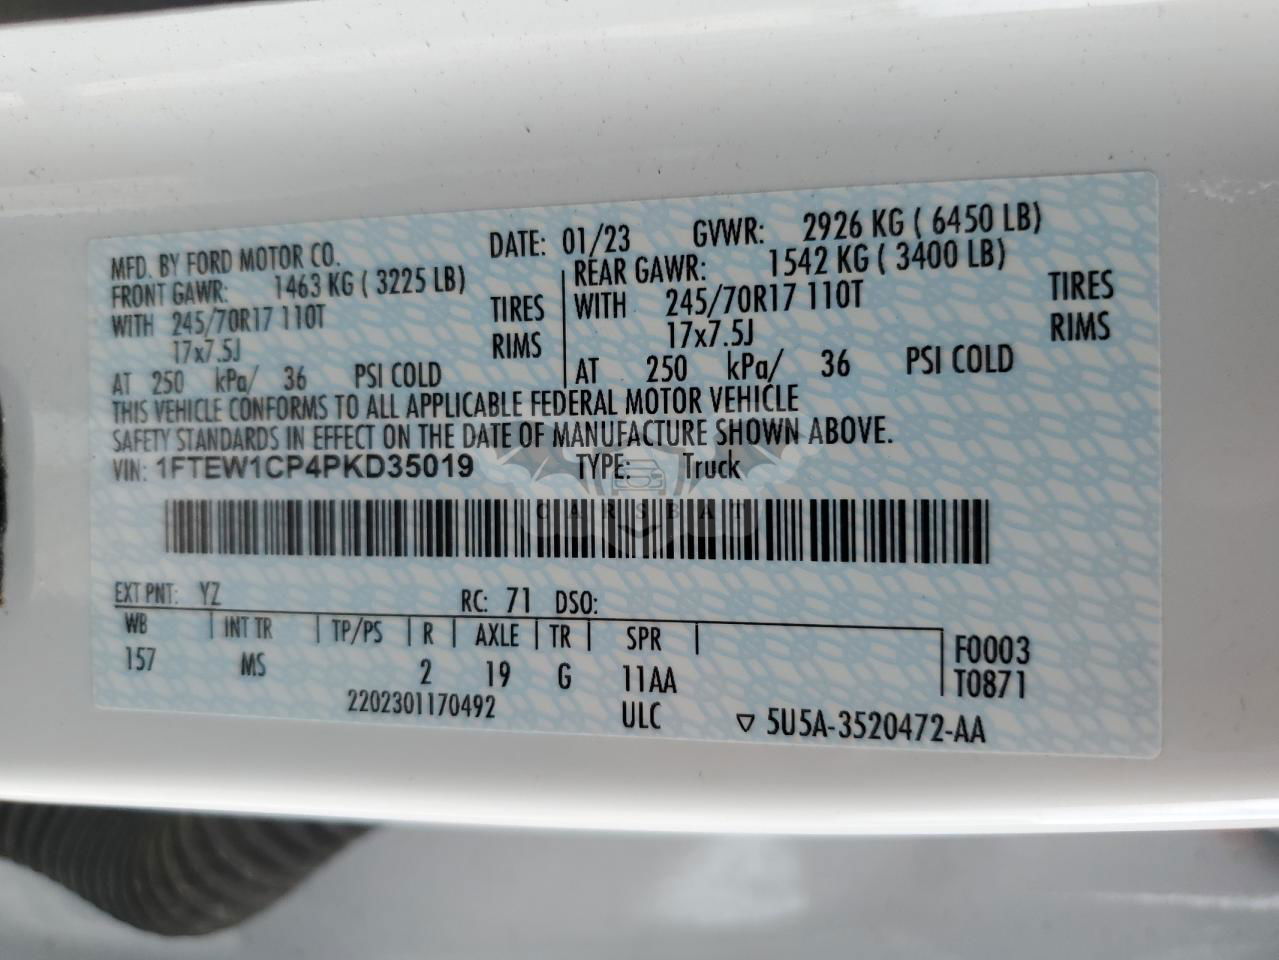 MFD. BY FORD MOTOR CO. DATE: 01/23 GVWR: 2926 KG ( 6450 LB)
FRONT GAWR: 1463 KG ( 3225 LB) REAR GAWR: 1542 KG ( 3400 LB)
WITH 245/70R17 110T TIRES WITH 245/70R17 110T TIRES
17x7.5J RIMS 17x7.5J RIMS
AT 250 kPa/ 36 PSI COLD AT 250 kPa/ 36 PSI COLD
THIS VEHICLE CONFORMS TO ALL APPLICABLE FEDERAL MOTOR VEHICLE
SAFETY STANDARDS IN EFFECT ON THE DATE OF MANUFACTURE SHOWN ABOVE.
VIN: 1FTEW1CP4PKD35019 TYPE: Truck
CARSBAT
EXT PNT: YZ RC: 71 DSO:
WB INT TR TP/PS R AXLE TR SPR F0003
157 MS 2 19 G 11AA T0871
2202301170492 ULC ▽ 5U5A-3520472-AA